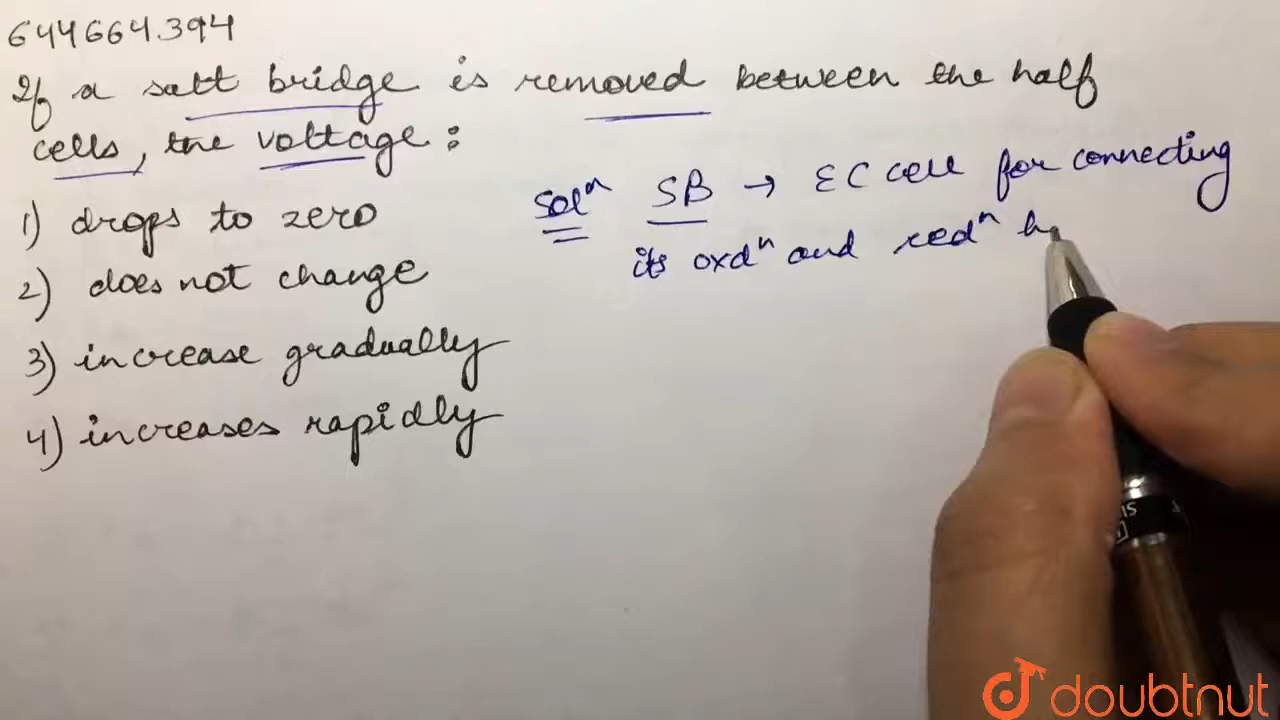 644664394
If a salt bridge is removed between the half
cells, the voltage :
1) drops to zero
2) does not change
3) increase gradually
4) increases rapidly
Solⁿ SB → EC cell for connecting
its oxdⁿ and redⁿ h
doubtnut